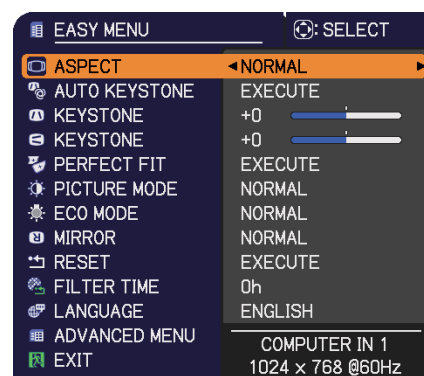 EASY MENU : SELECT
ASPECT NORMAL
AUTO KEYSTONE EXECUTE
KEYSTONE +0
KEYSTONE +0
PERFECT FIT EXECUTE
PICTURE MODE NORMAL
ECO MODE NORMAL
MIRROR NORMAL
RESET EXECUTE
FILTER TIME 0h
LANGUAGE ENGLISH
ADVANCED MENU
EXIT
COMPUTER IN 1
1024 x 768 @60Hz